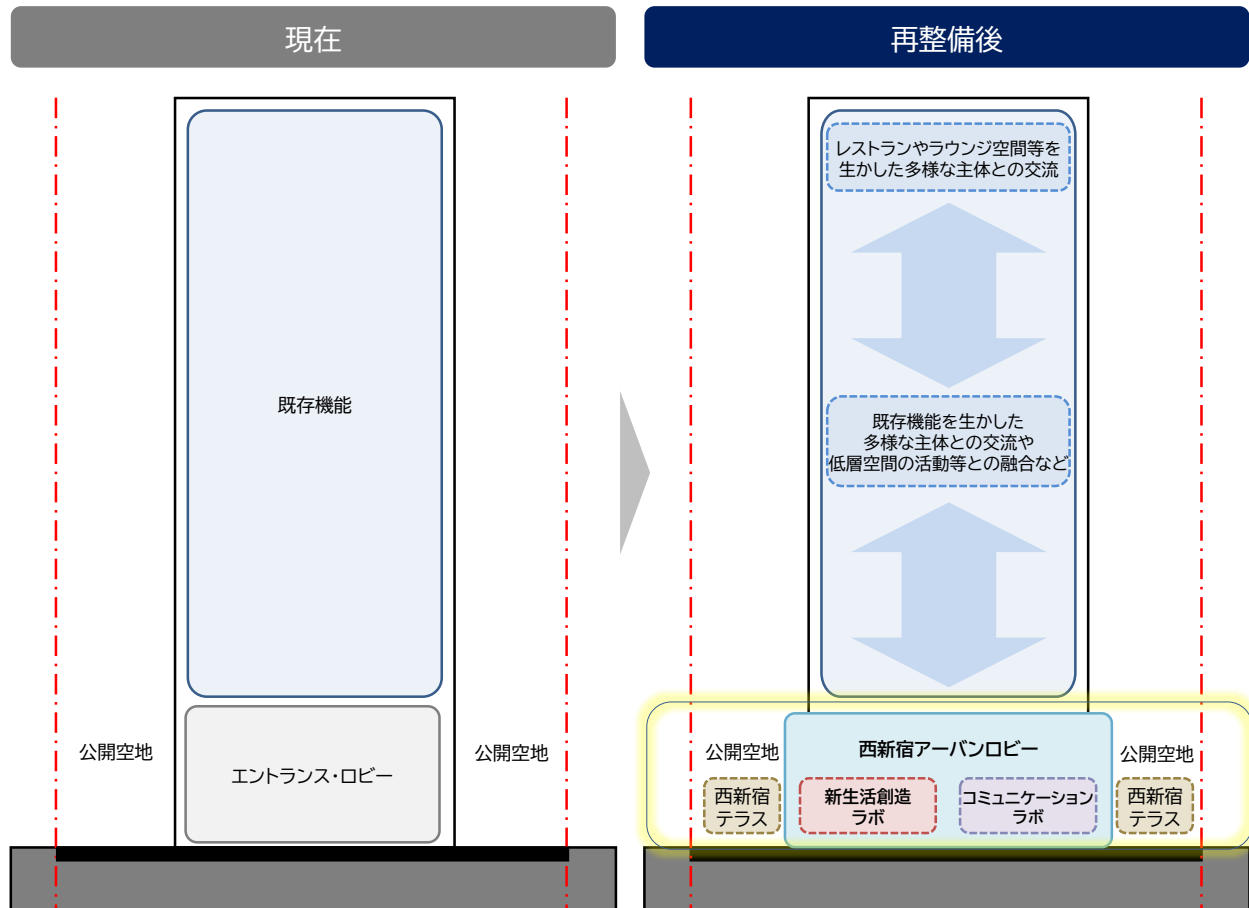 現在
既存機能
公開空地
公開空地
エントランス・ロビー
再整備後
レストランやラウンジ空間等を
生かした多様な主体との交流
既存機能を生かした
多様な主体との交流や
低層空間の活動等との融合など
公開空地
西新宿アーバンロビー
公開空地
西新宿
テラス
新生活創造
ラボ
コミュニケーション
ラボ
西新宿
テラス